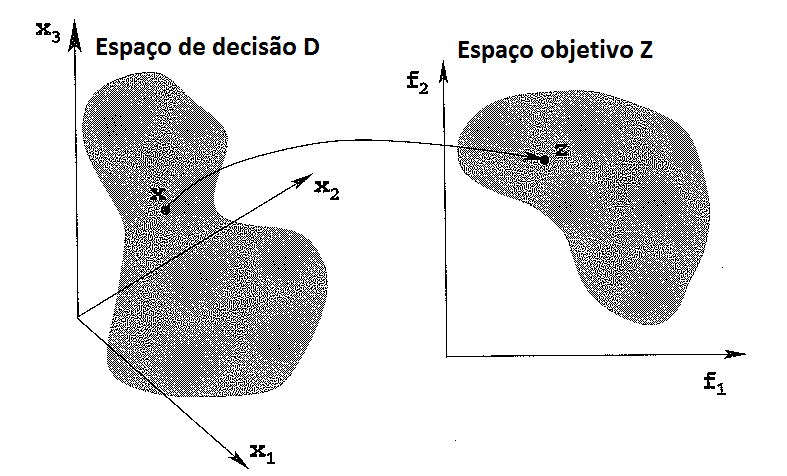 x3
Espaço de decisão D
Espaço objetivo Z
f2
x
z
x2
x1
f1